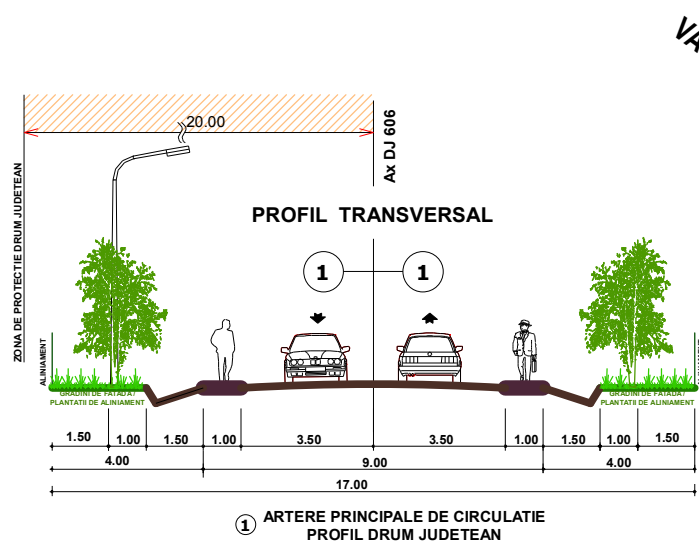 VA
20.00
Ax DJ 606
ZONA DE PROTECTIE DRUM JUDETEAN
PROFIL TRANSVERSAL
1 1
ALINIAMENT
GRADINI DE FATADA / PLANTATII DE ALINIAMENT
GRADINI DE FATADA / PLANTATII DE ALINIAMENT
1.50 1.00 1.50 1.00 3.50 3.50 1.00 1.50 1.00 1.50
4.00 9.00 4.00
17.00
1 ARTERE PRINCIPALE DE CIRCULATIE
PROFIL DRUM JUDETEAN